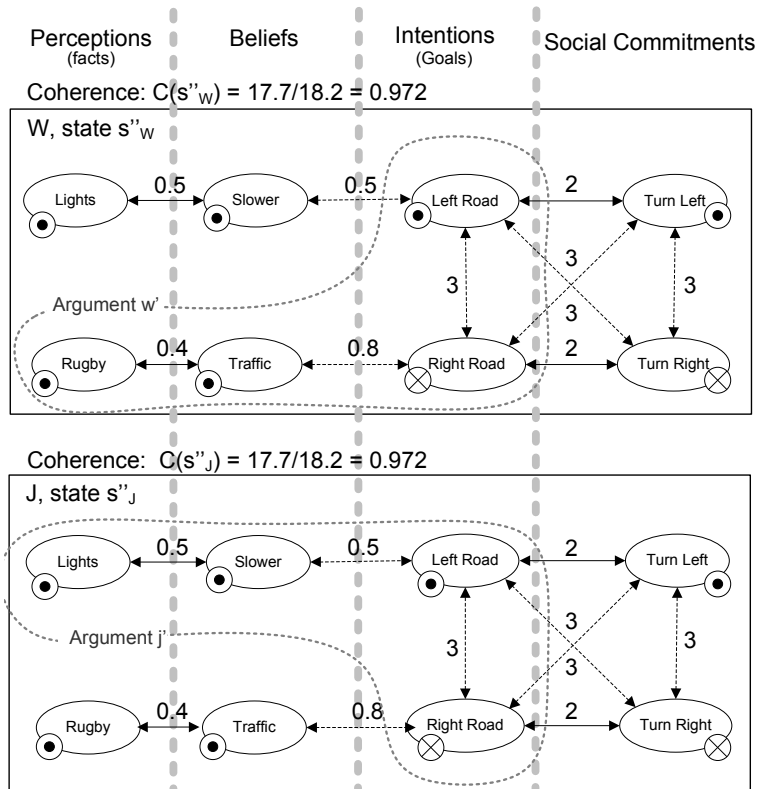 Perceptions Beliefs Intentions Social Commitments
(facts) (Goals)
Coherence: C(s''W) = 17.7/18.2 = 0.972
W, state s''W
0.5 0.5 2
Lights Slower Left Road Turn Left
3 3 3
3
Argument w'
0.4 0.8 2
Rugby Traffic Right Road Turn Right
Coherence: C(s''J) = 17.7/18.2 = 0.972
J, state s''J
0.5 0.5 2
Lights Slower Left Road Turn Left
3
Argument j' 3 3
3
0.4 0.8 2
Rugby Traffic Right Road Turn Right